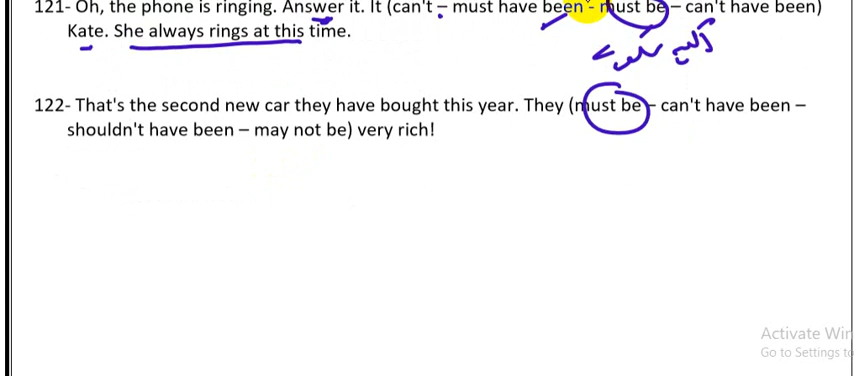 121- Oh, the phone is ringing. Answer it. It (can't – must have been - must be – can't have been)
Kate. She always rings at this time.
122- That's the second new car they have bought this year. They (must be – can't have been –
shouldn't have been – may not be) very rich!
Activate Win
Go to Settings to